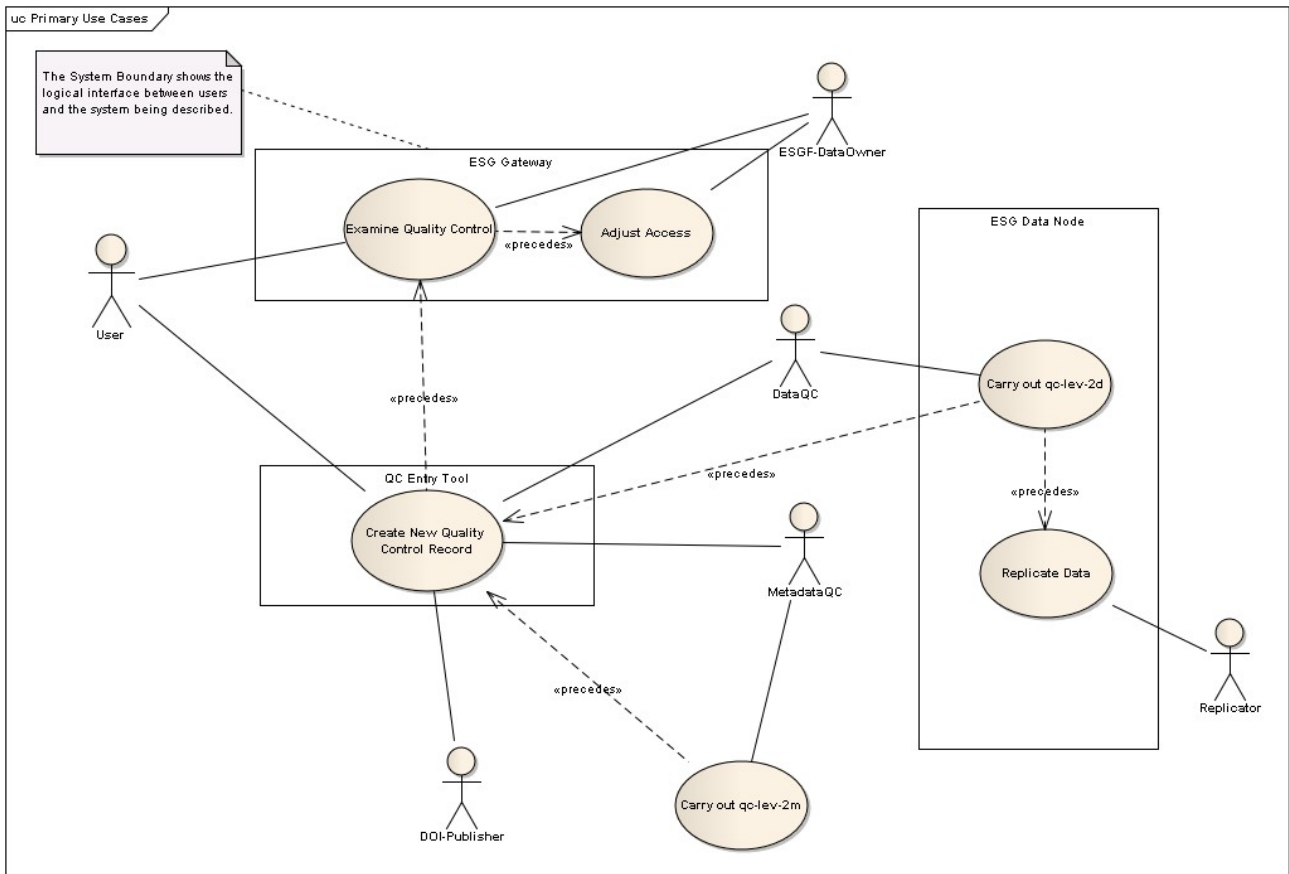 uc Primary Use Cases
The System Boundary shows the
logical interface between users
and the system being described.
ESGF-DataOwner
ESG Gateway
Examine Quality Control
«precedes»
Adjust Access
ESG Data Node
User
DataQC
Carry out qc-lev-2d
«precedes»
«precedes»
QC Entry Tool
«precedes»
Create New Quality
Control Record
Replicate Data
MetadataQC
«precedes»
Replicator
Carry out qc-lev-2m
DOI-Publisher